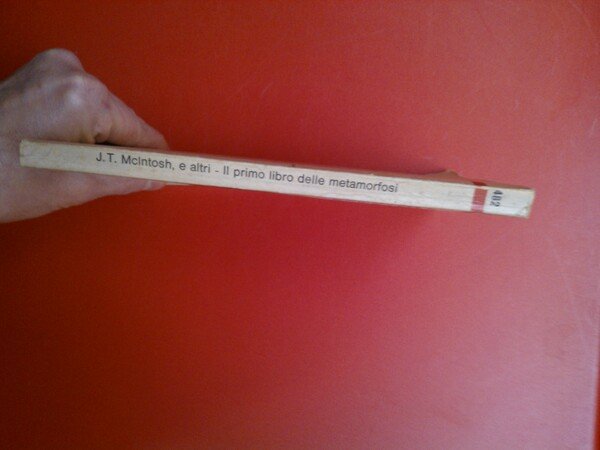 J.T. McIntosh, e altri - Il primo libro delle metamorfosi
482